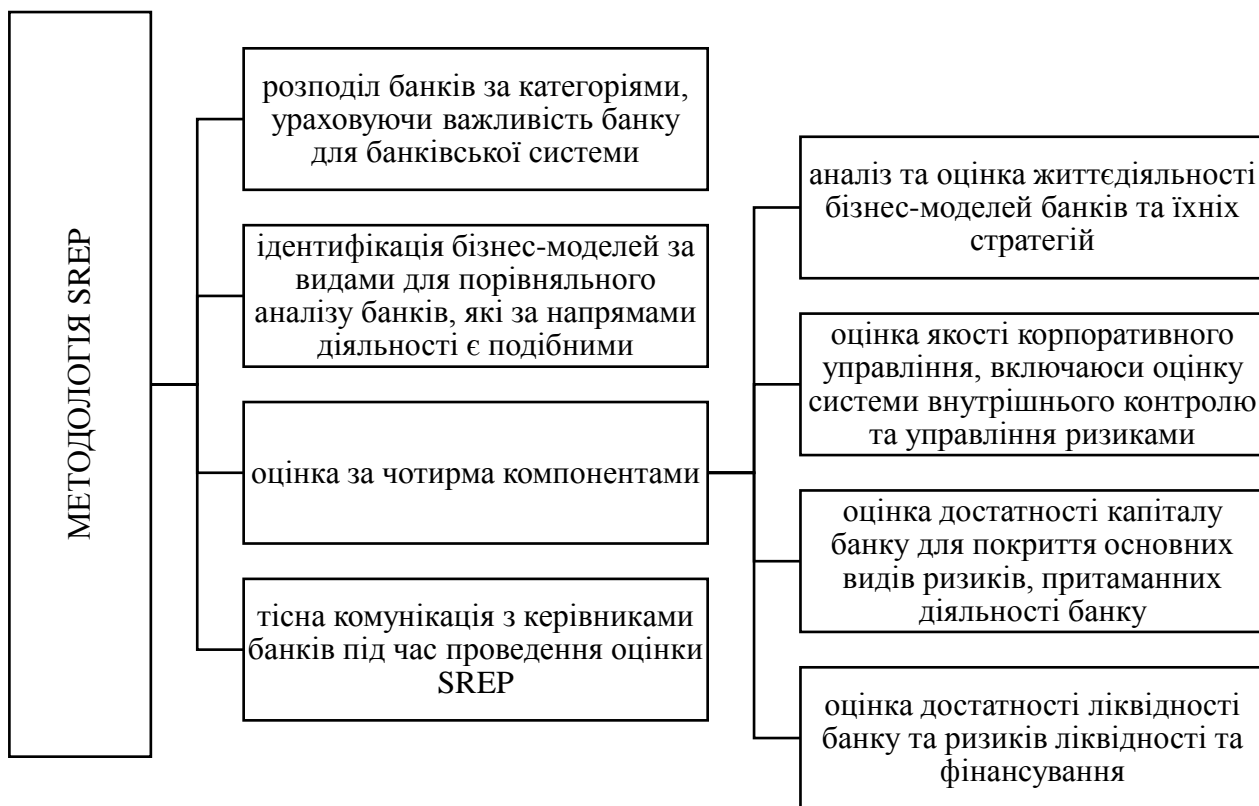 МЕТОДОЛОГІЯ SREP
розподіл банків за категоріями,
ураховуючи важливість банку
для банківської системи
ідентифікація бізнес-моделей за
видами для порівняльного
аналізу банків, які за напрямами
діяльності є подібними
оцінка за чотирма компонентами
тісна комунікація з керівниками
банків під час проведення оцінки
SREP
аналіз та оцінка життєдіяльності
бізнес-моделей банків та їхніх
стратегій
оцінка якості корпоративного
управління, включаюси оцінку
системи внутрішнього контролю
та управління ризиками
оцінка достатності капіталу
банку для покриття основних
видів ризиків, притаманних
діяльності банку
оцінка достатності ліквідності
банку та ризиків ліквідності та
фінансування